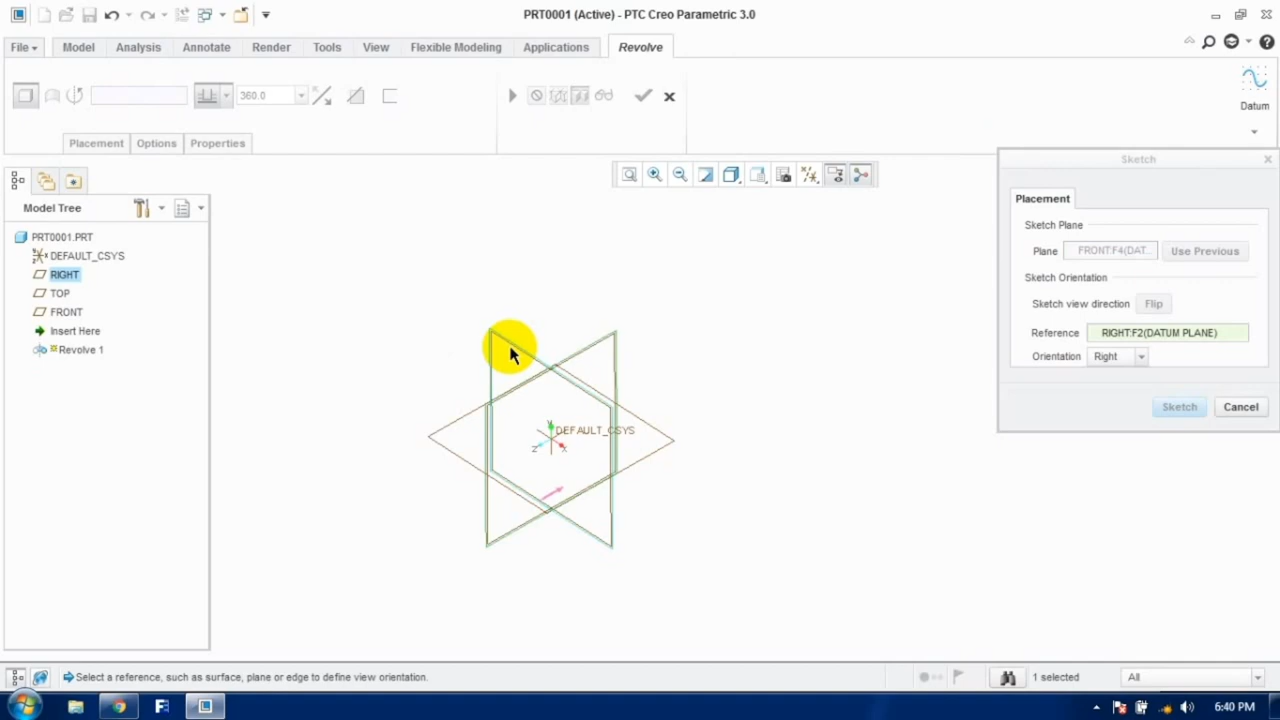 PRT0001 (Active) - PTC Creo Parametric 3.0
File Model Analysis Annotate Render Tools View Flexible Modeling Applications Revolve
360.0
Datum
Placement Options Properties
Sketch
Model Tree
Placement
PRT0001.PRT
DEFAULT_CSYS
RIGHT
TOP
FRONT
Insert Here
Revolve 1
Sketch Plane
Plane FRONT:F4(DAT... Use Previous
Sketch Orientation
Sketch view direction Flip
Reference RIGHT:F2(DATUM PLANE)
Orientation Right
Sketch Cancel
Y
DEFAULT_CSYS
Z X
Select a reference, such as surface, plane or edge to define view orientation.
1 selected
All
6:40 PM